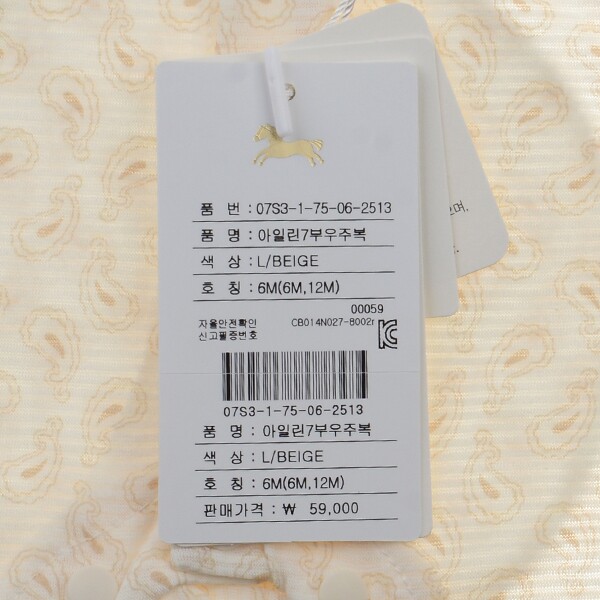 품 번 : 07S3-1-75-06-2513
품 명 : 아일린7부우주복
색 상 : L/BEIGE
호 칭 : 6M(6M,12M)
00059
자율안전확인 CB014N027-8002r
신고필증번호
07S3-1-75-06-2513
품 명 : 아일린7부우주복
색 상 : L/BEIGE
호 칭 : 6M(6M,12M)
판매가격 : ₩ 59,000
으며,